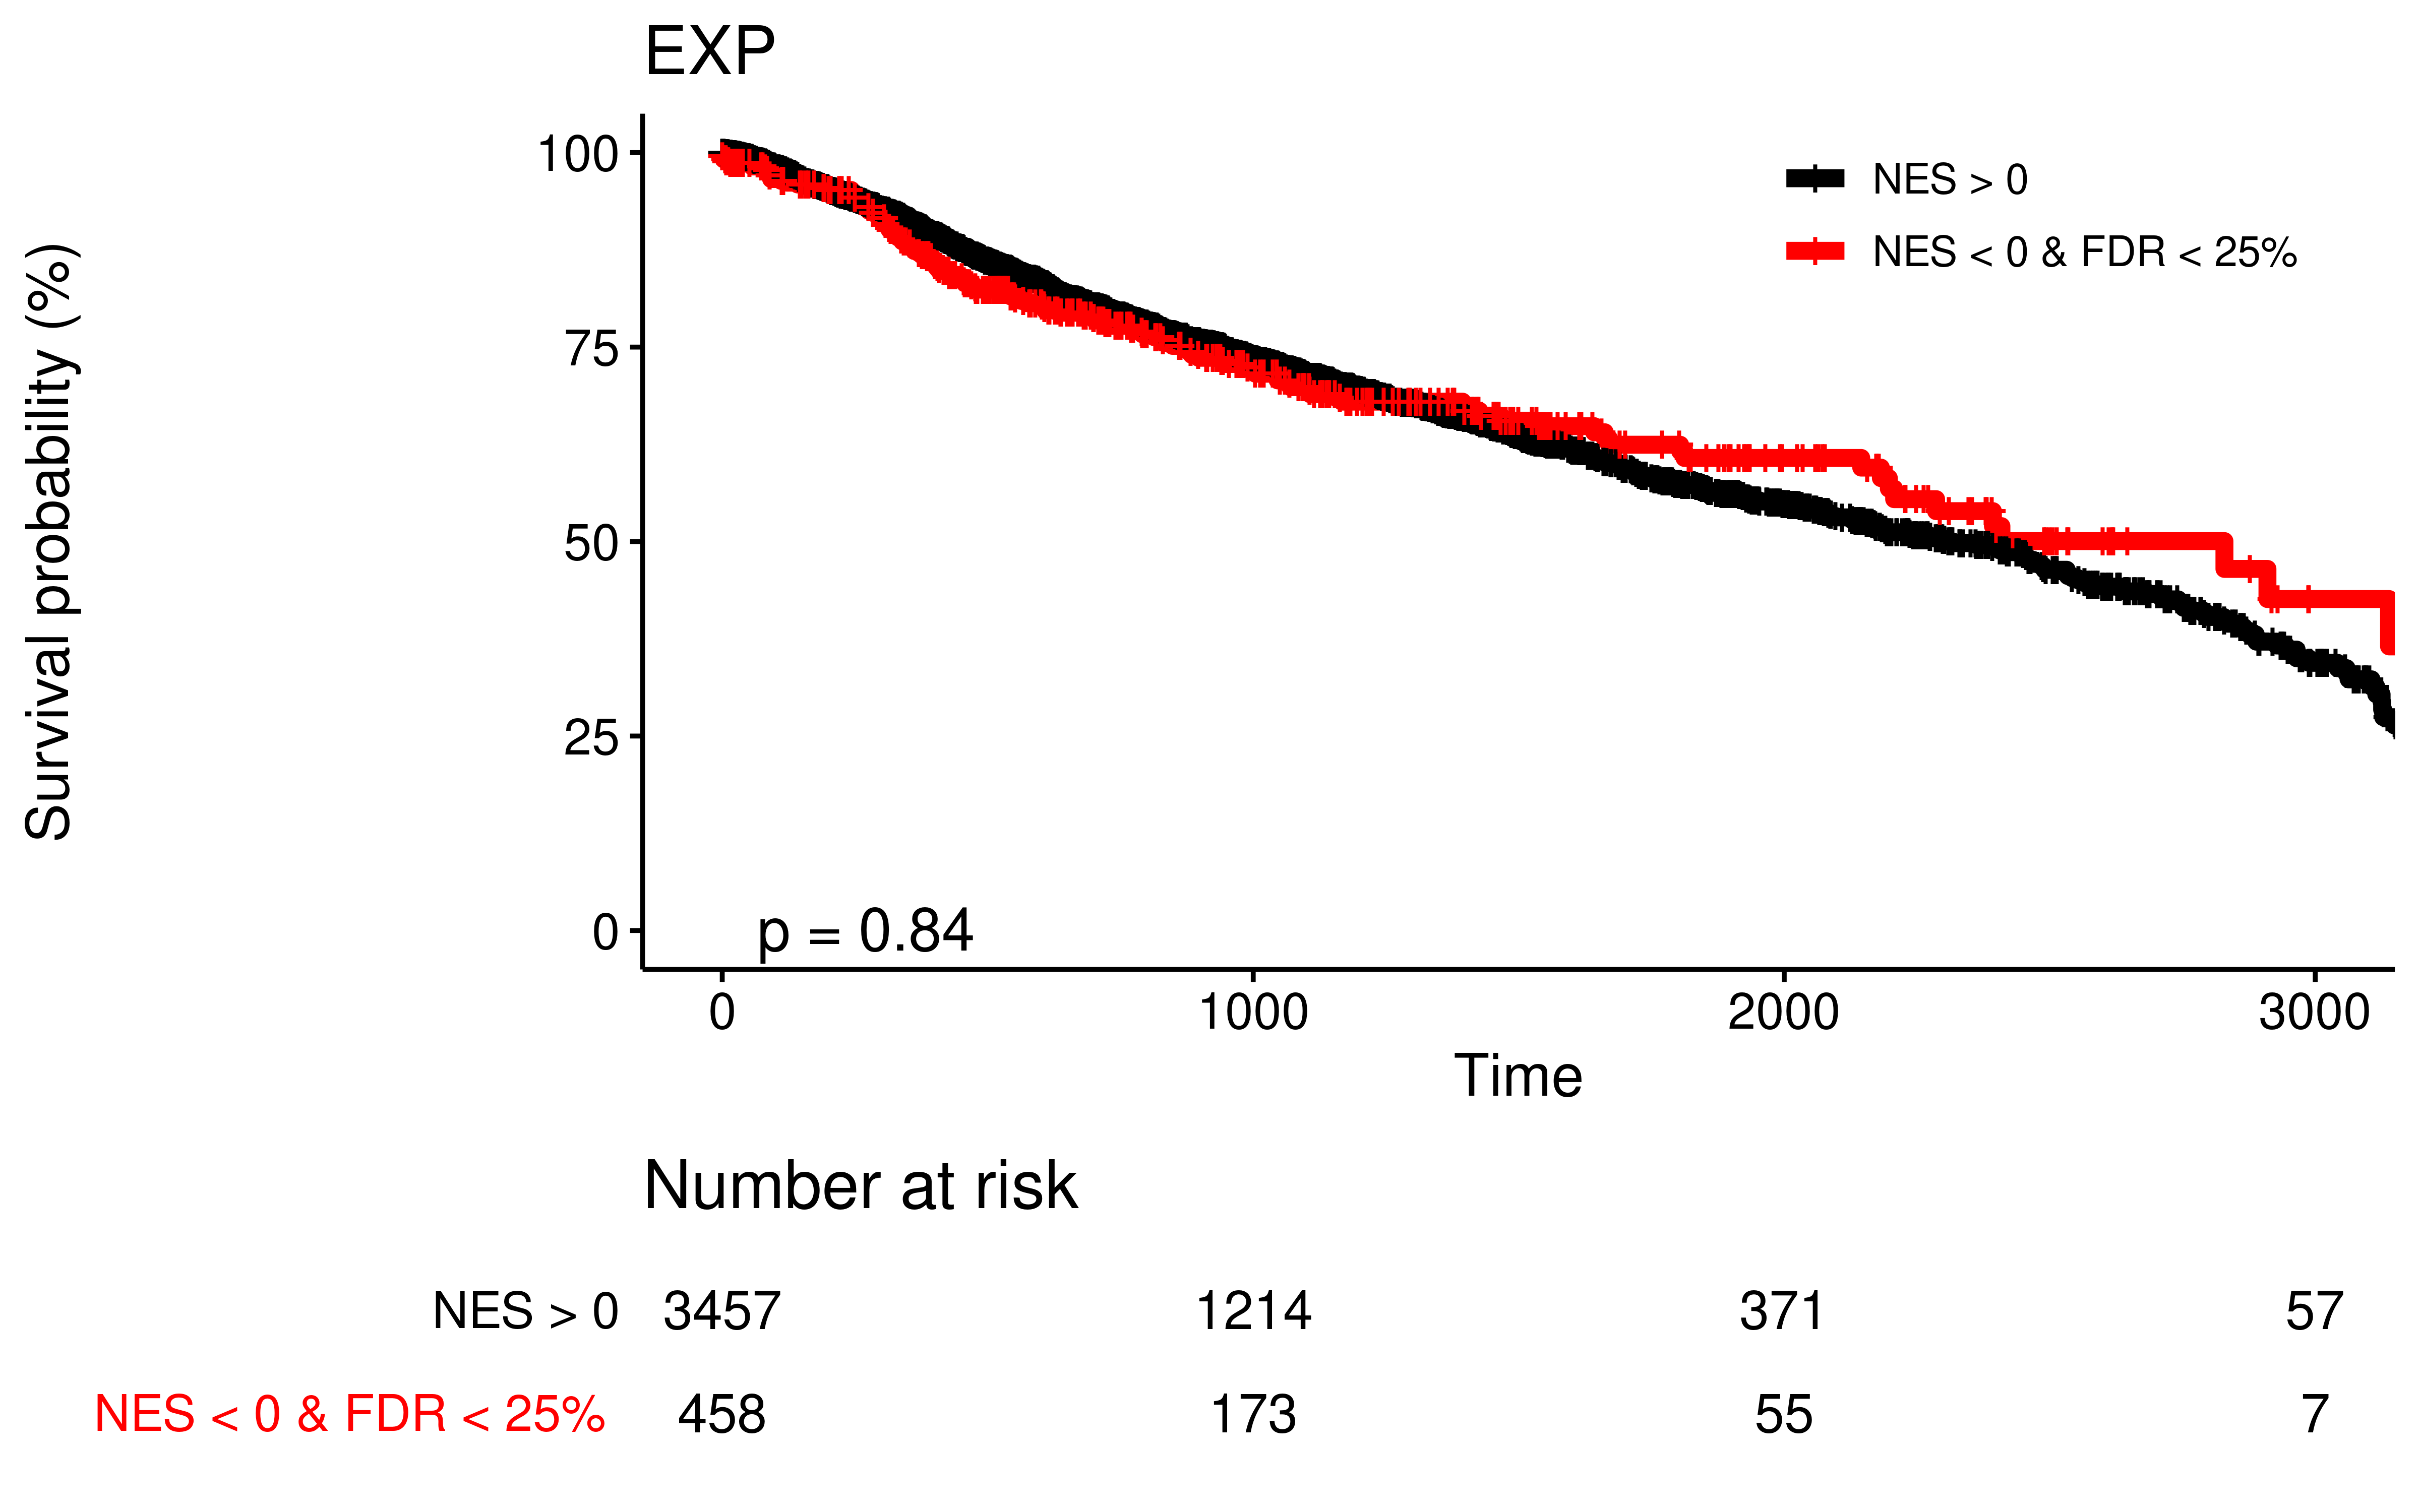 EXP
Survival probability (%)
100
75
50
25
0
NES > 0
NES < 0 & FDR < 25%
p = 0.84
0 1000 2000 3000
Time
Number at risk
NES > 0 3457 1214 371 57
NES < 0 & FDR < 25% 458 173 55 7